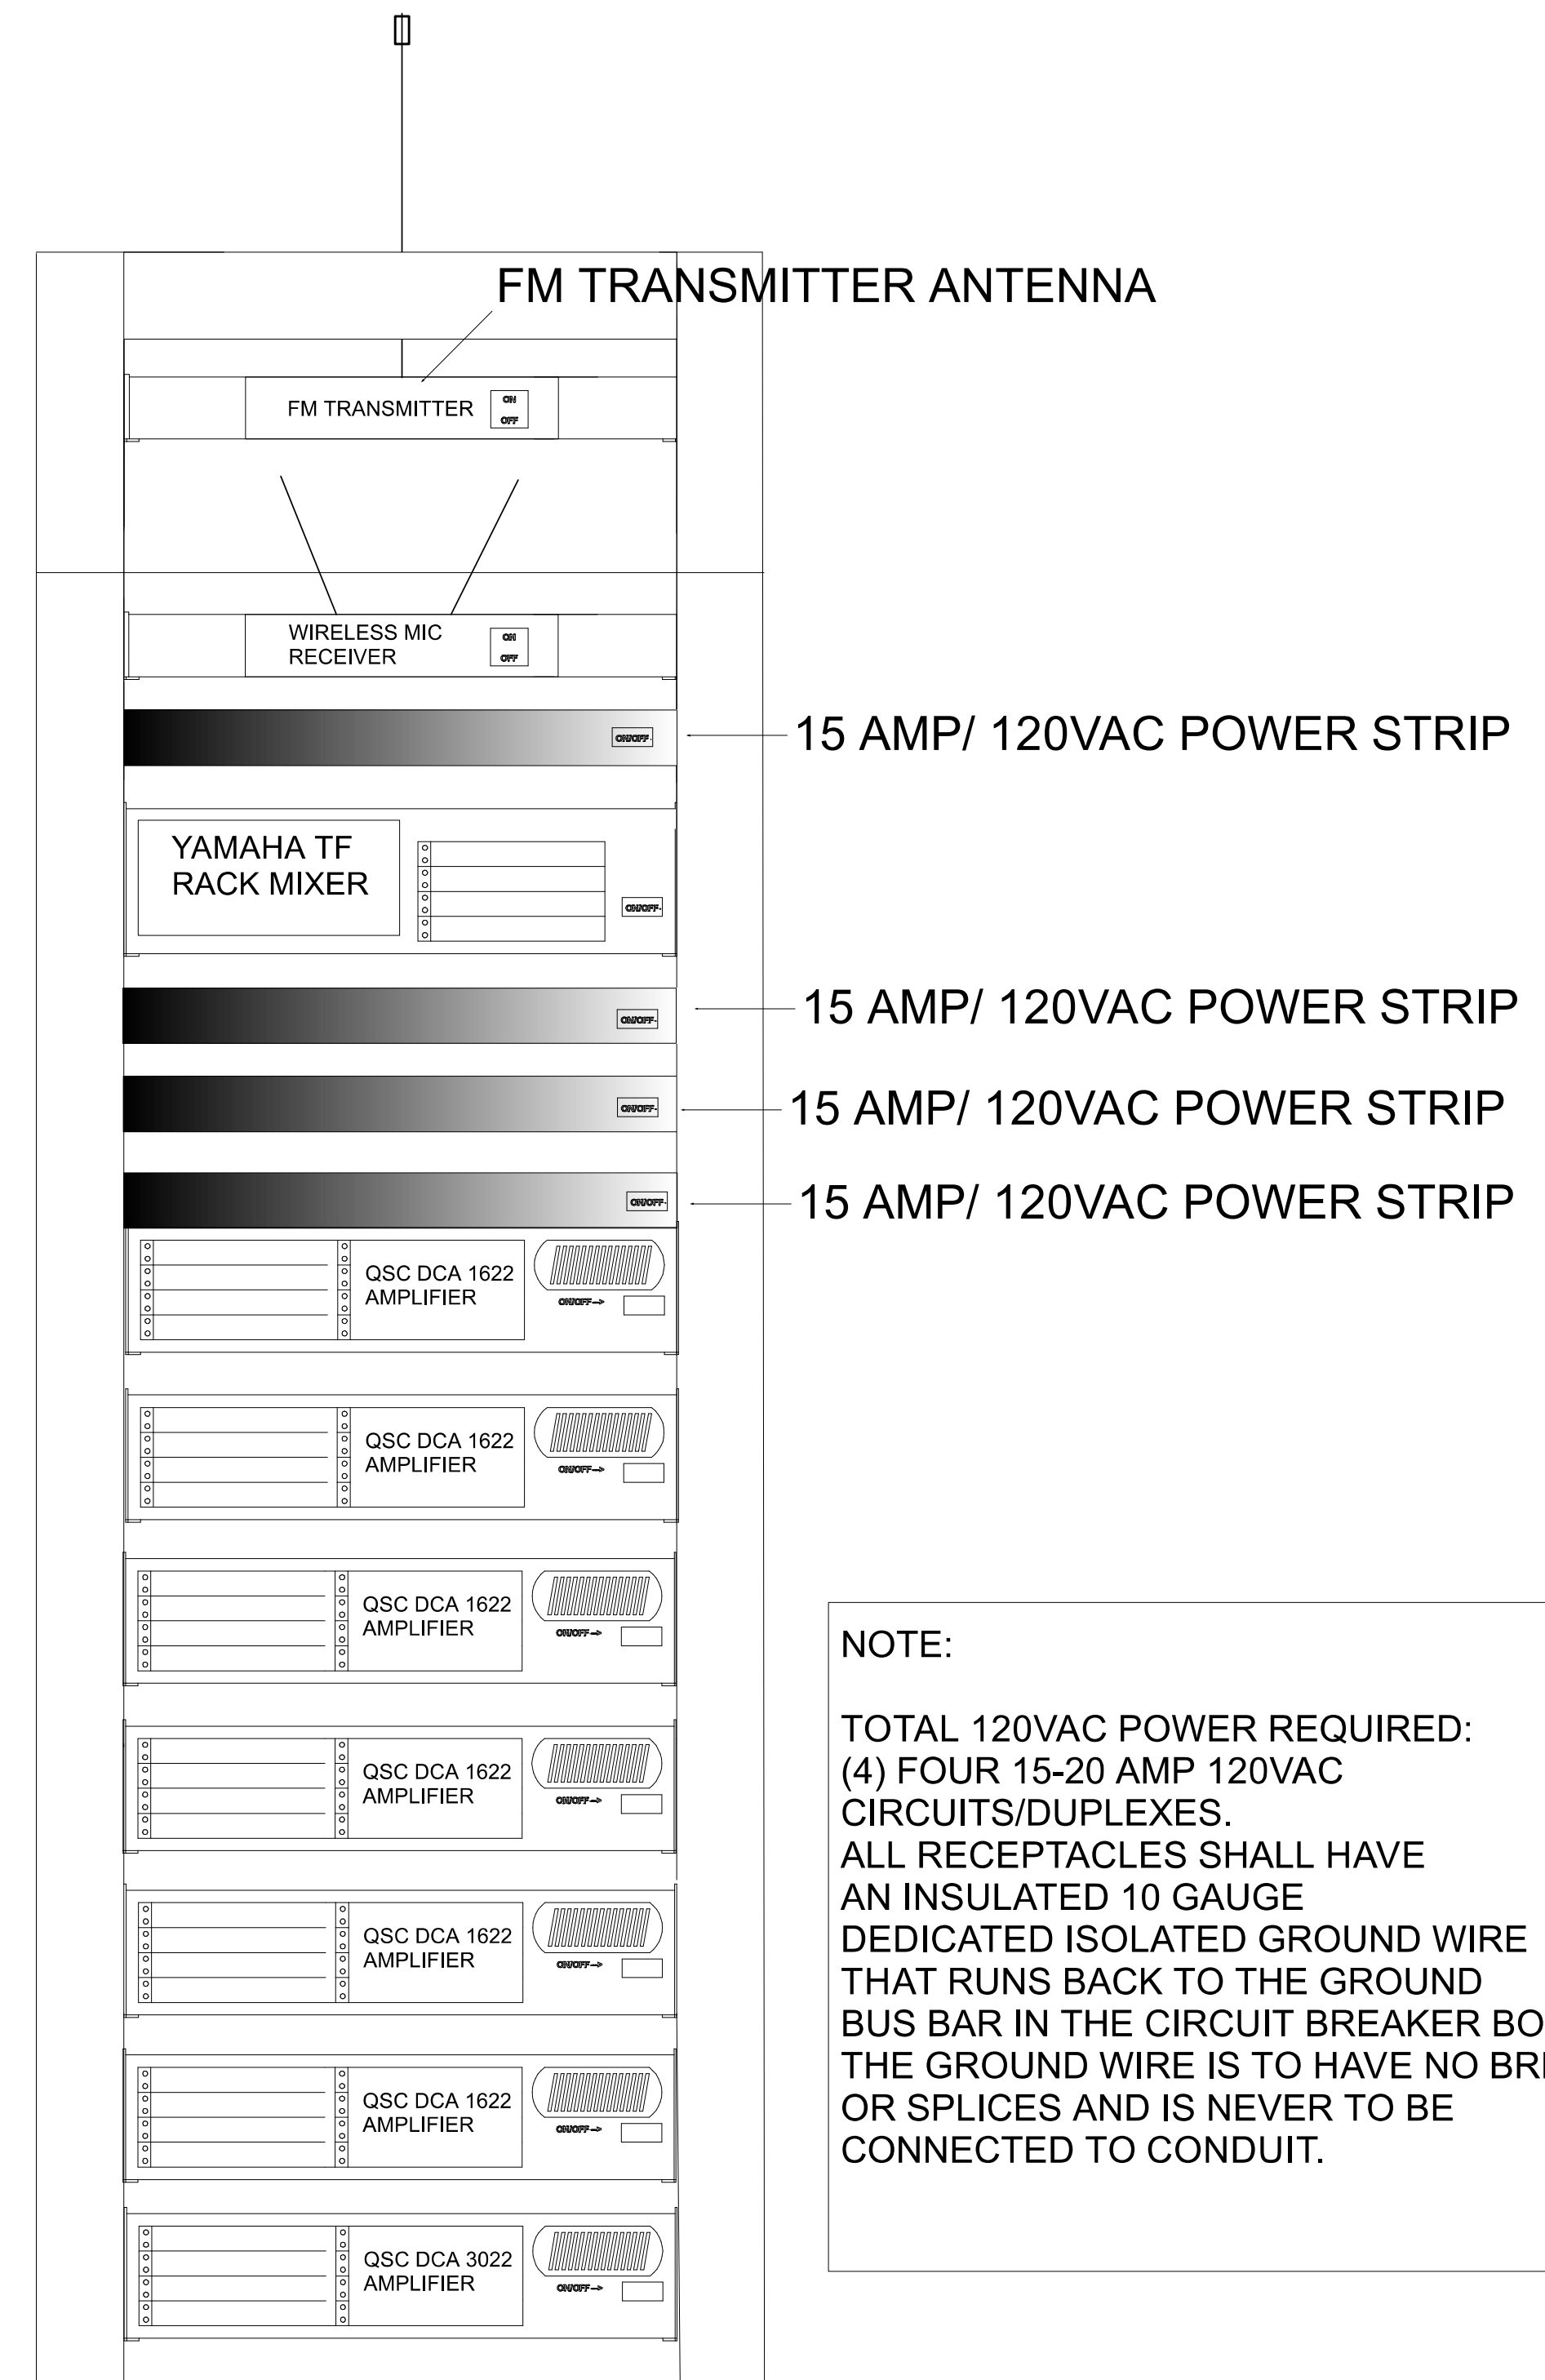 FM TRANSMITTER ANTENNA
FM TRANSMITTER
ON
OFF
WIRELESS MIC
RECEIVER
ON
OFF
ON/OFF-
15 AMP/ 120VAC POWER STRIP
YAMAHA TF
RACK MIXER
ON/OFF-
ON/OFF-
15 AMP/ 120VAC POWER STRIP
ON/OFF-
15 AMP/ 120VAC POWER STRIP
ON/OFF-
15 AMP/ 120VAC POWER STRIP
QSC DCA 1622
AMPLIFIER
ON/OFF-->
QSC DCA 1622
AMPLIFIER
ON/OFF-->
QSC DCA 1622
AMPLIFIER
ON/OFF-->
QSC DCA 1622
AMPLIFIER
ON/OFF-->
QSC DCA 1622
AMPLIFIER
ON/OFF-->
QSC DCA 1622
AMPLIFIER
ON/OFF-->
QSC DCA 3022
AMPLIFIER
ON/OFF-->
NOTE:
TOTAL 120VAC POWER REQUIRED:
(4) FOUR 15-20 AMP 120VAC
CIRCUITS/DUPLEXES.
ALL RECEPTACLES SHALL HAVE
AN INSULATED 10 GAUGE
DEDICATED ISOLATED GROUND WIRE
THAT RUNS BACK TO THE GROUND
BUS BAR IN THE CIRCUIT BREAKER
THE GROUND WIRE IS TO HAVE NO
OR SPLICES AND IS NEVER TO BE
CONNECTED TO CONDUIT.